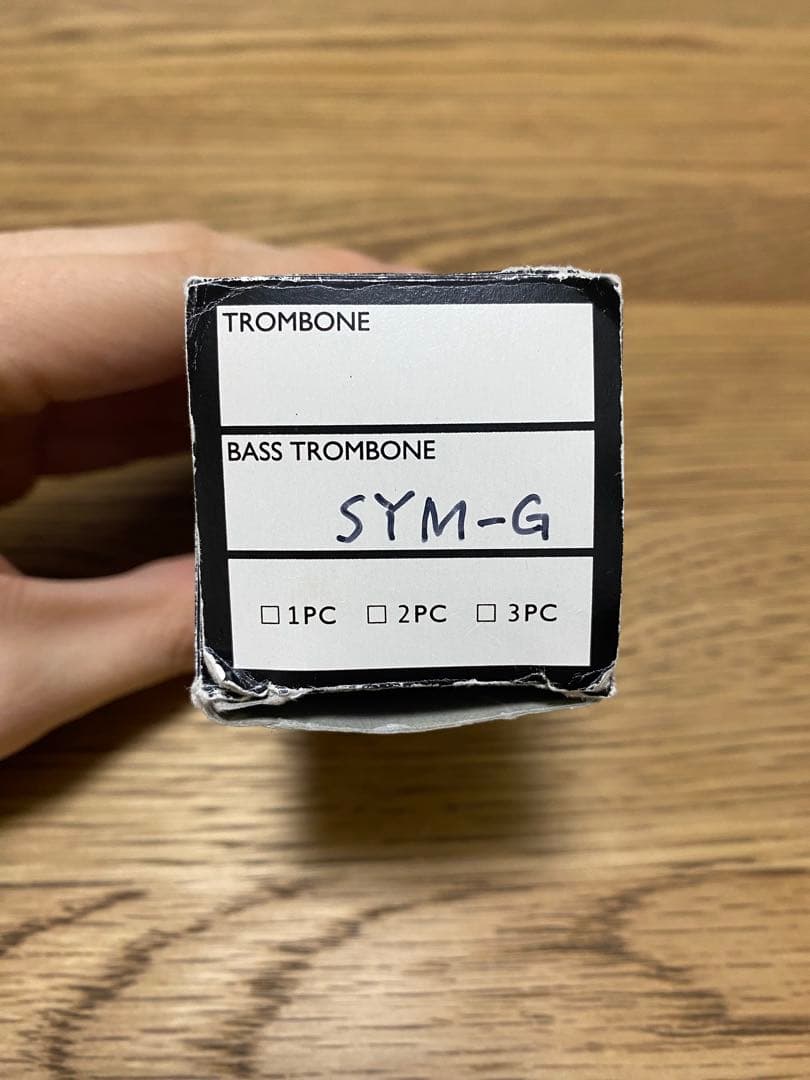 TROMBONE
BASS TROMBONE
SYM-G
☐ 1PC ☐ 2PC ☐ 3PC